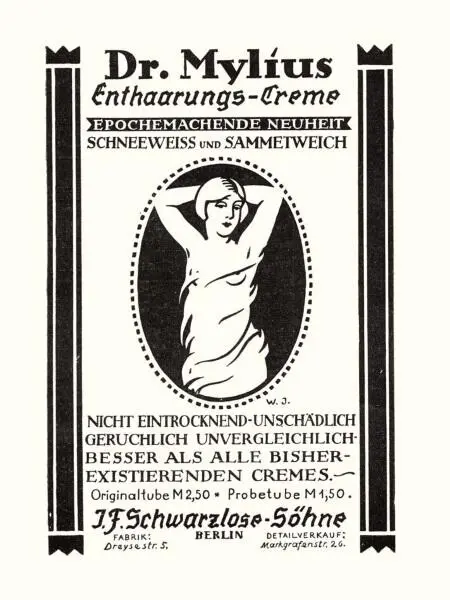 Dr. Mylius
Enthaarungs-Creme
EPOCHEMACHENDE NEUHEIT
SCHNEEWEISS UND SAMMETWEICH
W. J.
NICHT EINTROCKNEND-UNSCHÄDLICH
GERUCHLICH UNVERGLEICHLICH-
BESSER ALS ALLE BISHER-
EXISTIERENDEN CREMES.
Originaltube M 2,50 * Probetube M 1,50.
J.F. Schwarzlose-Söhne
BERLIN
FABRIK: DETAILVERKAUF:
Dreysestr. 5. Markgrafenstr. 26.